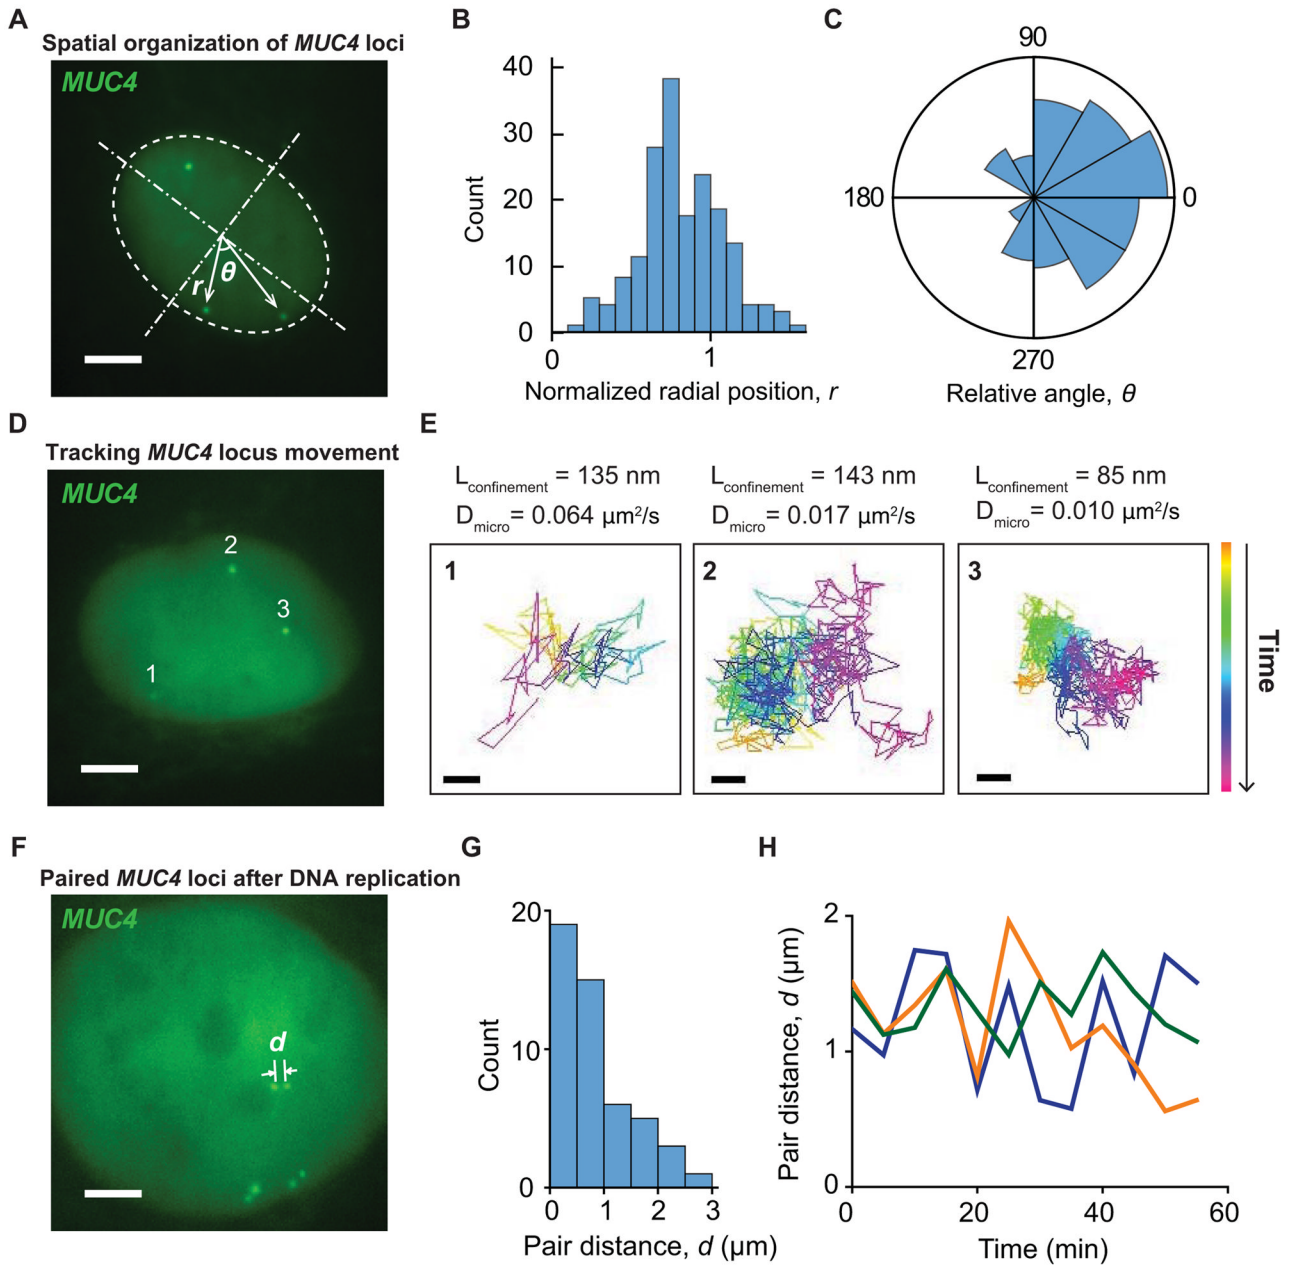 A
Spatial organization of MUC4 loci
MUC4
r
θ
B
40
30
20
10
0
Count
0
1
Normalized radial position, r
C
90
180
0
270
Relative angle, θ
D
Tracking MUC4 locus movement
MUC4
2
3
1
E
Lconfinement = 135 nm
Dmicro= 0.064 µm²/s
Lconfinement = 143 nm
Dmicro= 0.017 µm²/s
Lconfinement = 85 nm
Dmicro= 0.010 µm²/s
1
2
3
Time
F
Paired MUC4 loci after DNA replication
MUC4
d
G
20
10
0
Count
0
1
2
3
Pair distance, d (µm)
H
2
1
0
Pair distance, d (µm)
0
20
40
60
Time (min)